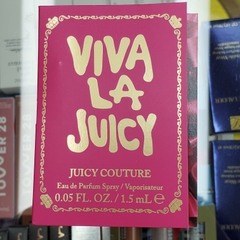 VIVA
LA
JUICY
JUICY COUTURE
Eau de Parfum Spray / Vaporisateur
0.05 FL. OZ. / 1.5 mL ℮